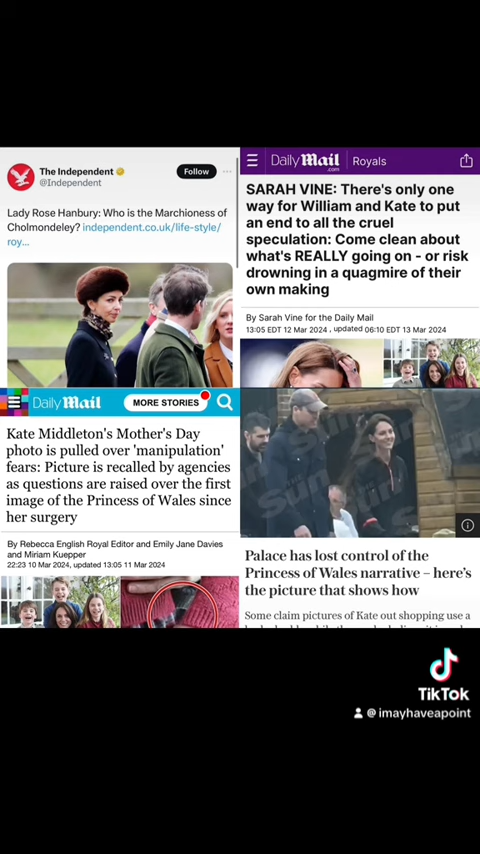 The Independent
@Independent
Follow
Lady Rose Hanbury: Who is the Marchioness of
Cholmondeley? independent.co.uk/life-style/
roy...
Daily Mail
.com
Royals
SARAH VINE: There's only one
way for William and Kate to put
an end to all the cruel
speculation: Come clean about
what's REALLY going on - or risk
drowning in a quagmire of their
own making
By Sarah Vine for the Daily Mail
13:05 EDT 12 Mar 2024 , updated 06:10 EDT 13 Mar 2024
Daily Mail
MORE STORIES
Kate Middleton's Mother's Day
photo is pulled over 'manipulation'
fears: Picture is recalled by agencies
as questions are raised over the first
image of the Princess of Wales since
her surgery
By Rebecca English Royal Editor and Emily Jane Davies
and Miriam Kuepper
22:23 10 Mar 2024, updated 13:05 11 Mar 2024
The Sun
Palace has lost control of the
Princess of Wales narrative – here's
the picture that shows how
Some claim pictures of Kate out shopping use a
TikTok
@ imayhaveapoint